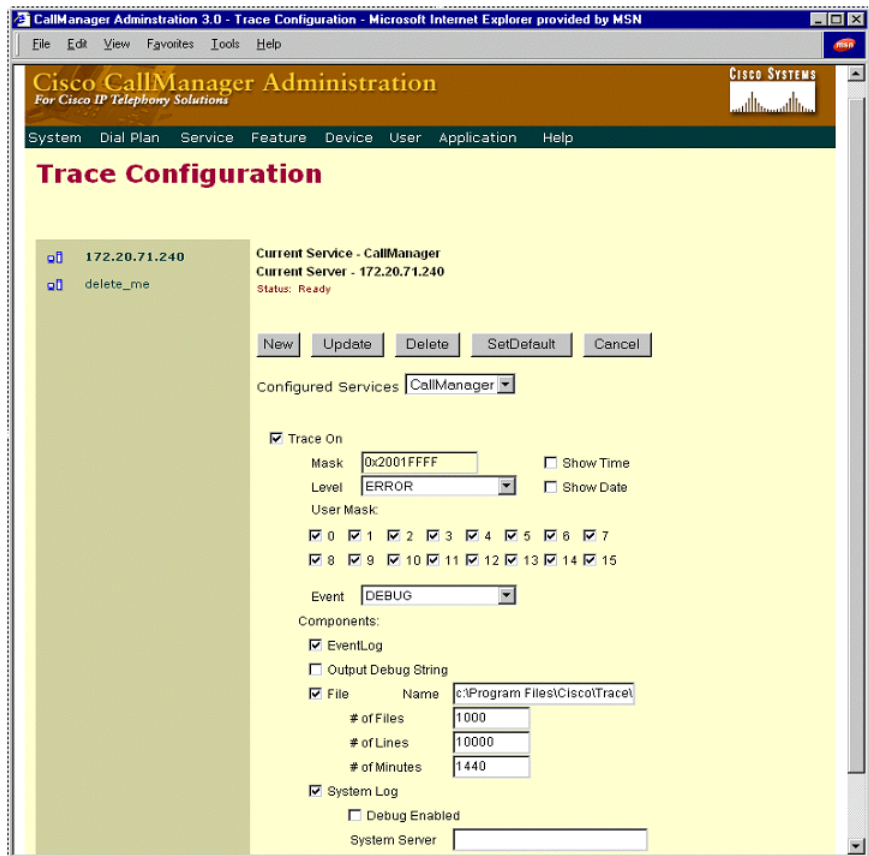 CallManager Adminstration 3.0 - Trace Configuration - Microsoft Internet Explorer provided by MSN
File Edit View Favorites Tools Help
msn
Cisco CallManager Administration
For Cisco IP Telephony Solutions
CISCO SYSTEMS
System Dial Plan Service Feature Device User Application Help
Trace Configuration
172.20.71.240
delete_me
Current Service - CallManager
Current Server - 172.20.71.240
Status: Ready
New Update Delete SetDefault Cancel
Configured Services CallManager
Trace On
Mask 0x2001FFFF Show Time
Level ERROR Show Date
User Mask:
0 1 2 3 4 5 6 7
8 9 10 11 12 13 14 15
Event DEBUG
Components:
EventLog
Output Debug String
File Name c:\Program Files\Cisco\Trace\
# of Files 1000
# of Lines 10000
# of Minutes 1440
System Log
Debug Enabled
System Server